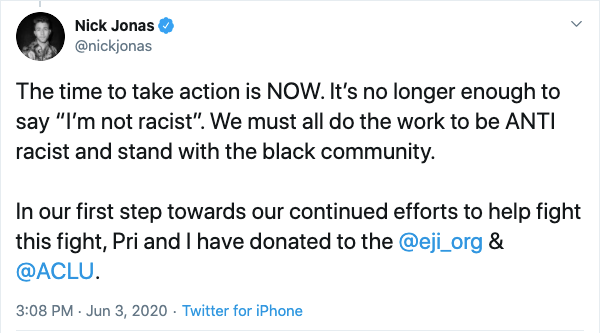 Nick Jonas
@nickjonas
The time to take action is NOW. It’s no longer enough to
say “I’m not racist”. We must all do the work to be ANTI
racist and stand with the black community.
In our first step towards our continued efforts to help fight
this fight, Pri and I have donated to the @eji_org &
@ACLU.
3:08 PM · Jun 3, 2020 · Twitter for iPhone